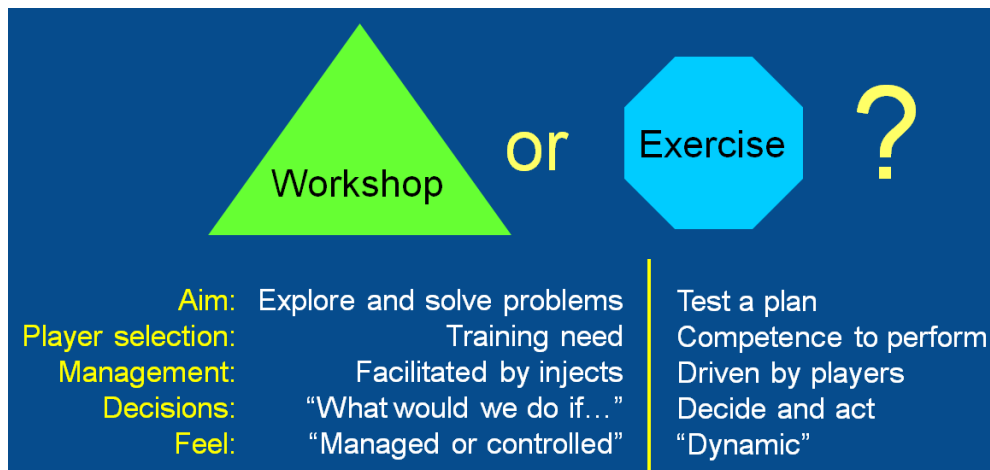 Workshop or Exercise ?
Aim: Explore and solve problems Test a plan
Player selection: Training need Competence to perform
Management: Facilitated by injects Driven by players
Decisions: “What would we do if…” Decide and act
Feel: “Managed or controlled” “Dynamic”